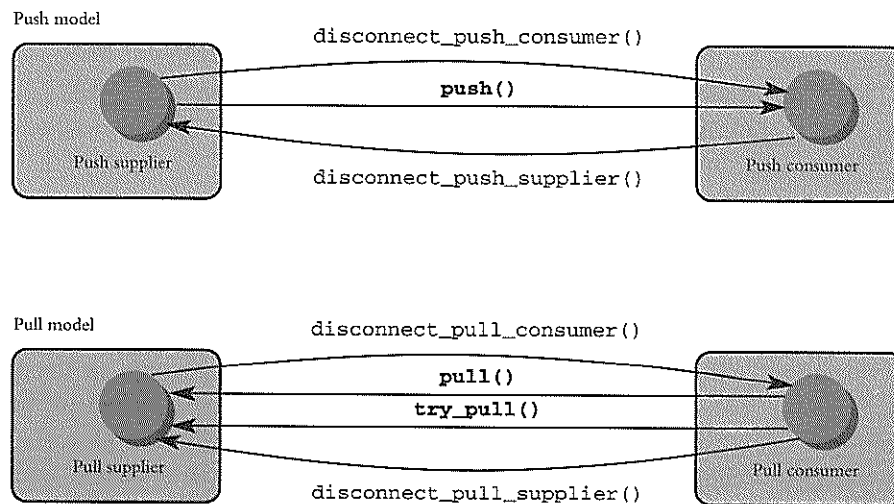 Push model
disconnect_push_consumer()
push()
Push supplier
Push consumer
disconnect_push_supplier()
Pull model
disconnect_pull_consumer()
pull()
try_pull()
Pull supplier
Pull consumer
disconnect_pull_supplier()